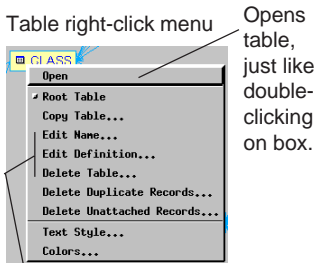 Table right-click menu
Opens
table,
just like
double-
clicking
on box.
CLASS
Open
Root Table
Copy Table...
Edit Name...
Edit Definition...
Delete Table...
Delete Duplicate Records...
Delete Unattached Records...
Text Style...
Colors...